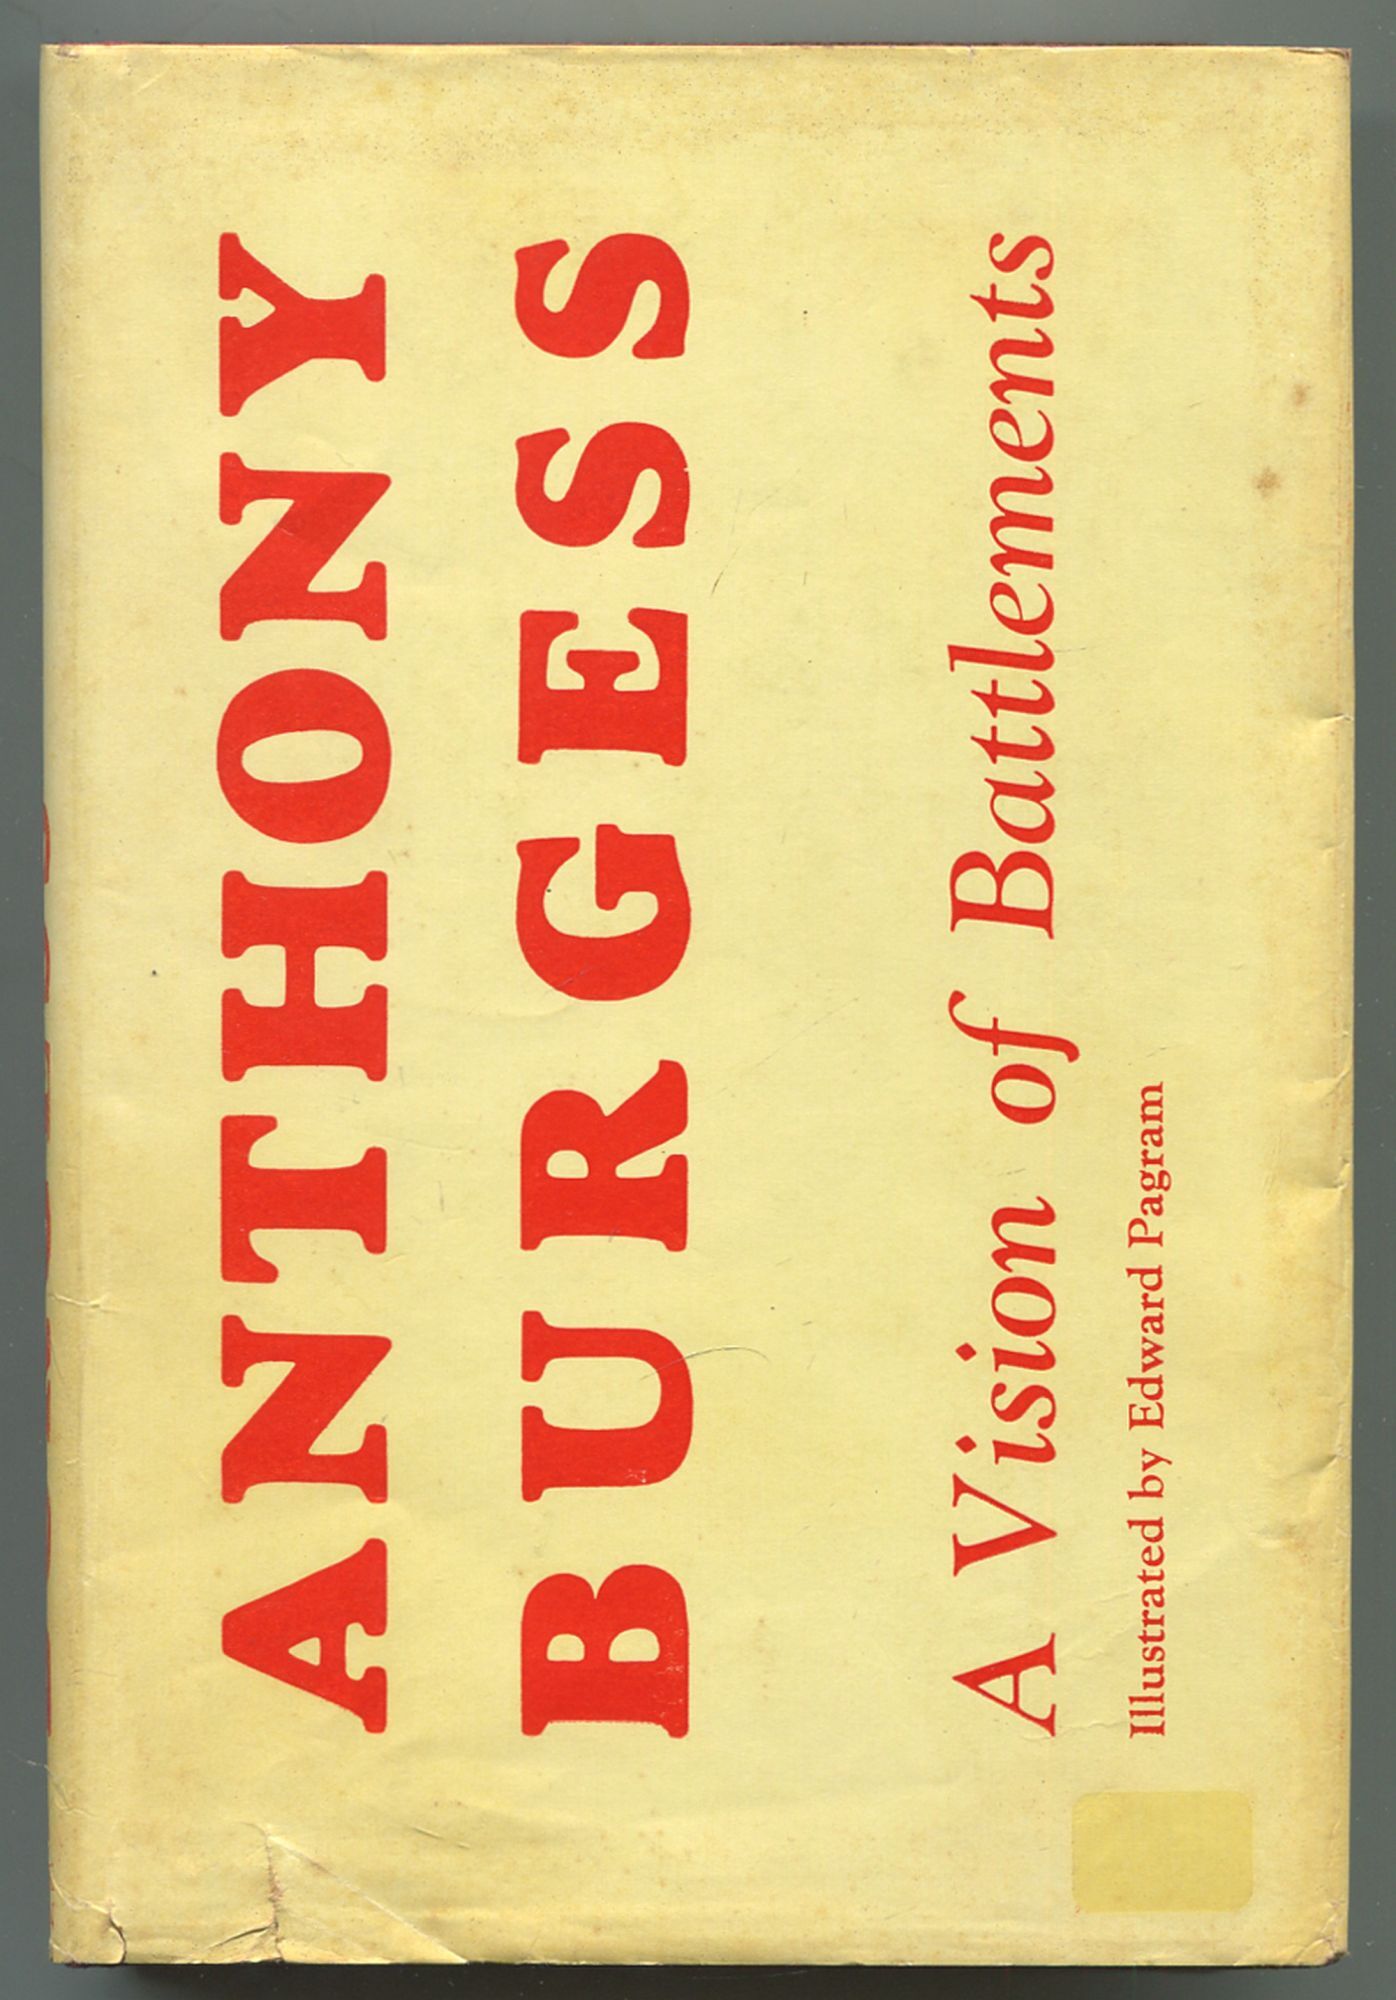 ANTHONY
BURGESS
A Vision of Battlements
Illustrated by Edward Pagram